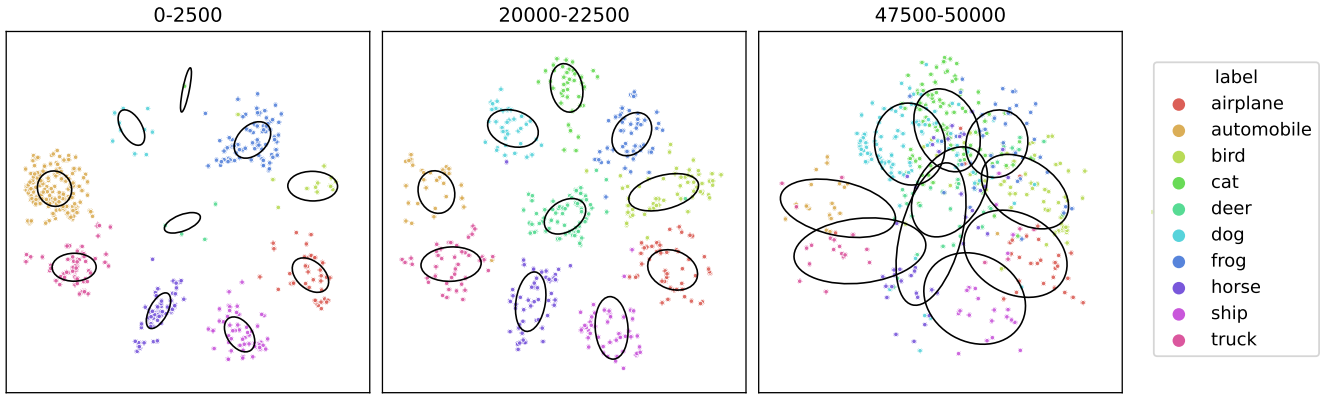 0-2500
20000-22500
47500-50000
label
airplane
automobile
bird
cat
deer
dog
frog
horse
ship
truck